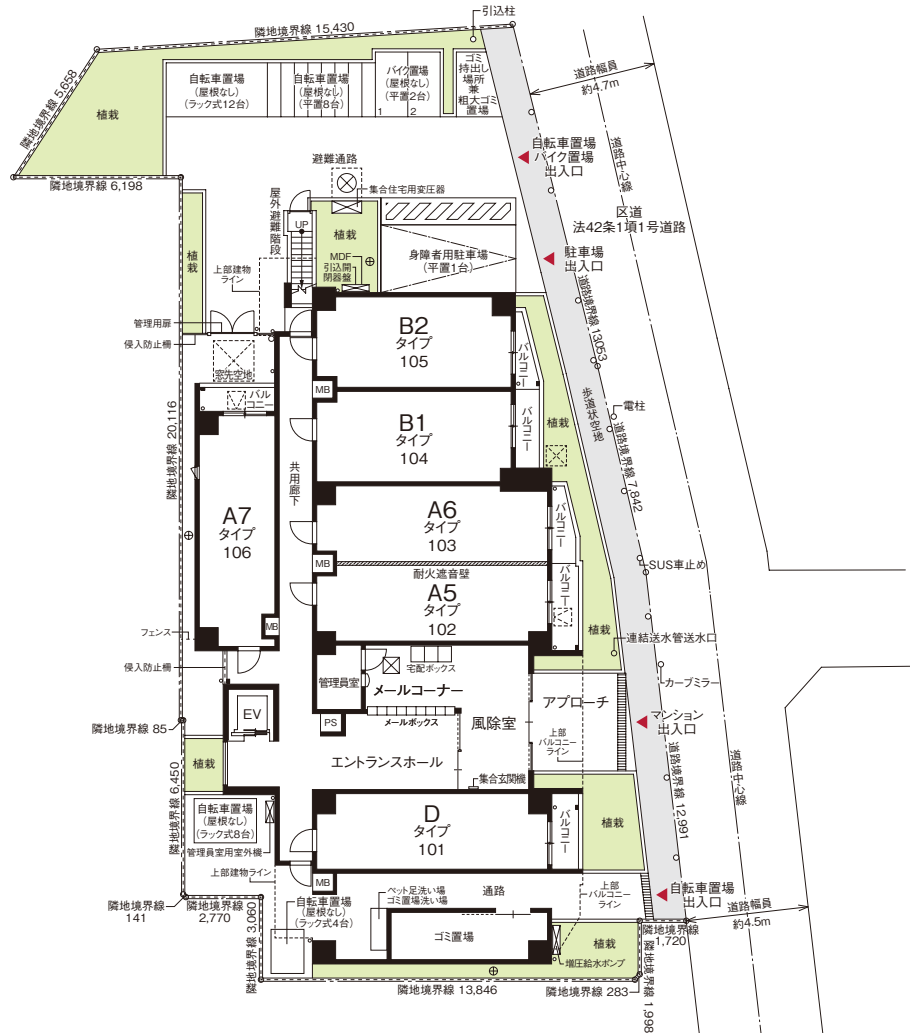 隣地境界線 15,430
引込柱
隣地境界線 5,658
植栽
自転車置場
(屋根なし)
(ラック式12台)
自転車置場
(屋根なし)
(平置8台)
バイク置場
(平置2台)
1
2
ゴミ
持出し
場所
兼
粗大ゴミ
置場
道路幅員
約4.7m
自転車置場
バイク置場
出入口
道路中心線
隣地境界線 6,198
避難通路
集合住宅用変圧器
屋外避難階段
UP
植栽
植栽
MDF
引込開
閉器盤
身障者用駐車場
(平置1台)
区道
法42条1項1号道路
駐車場
出入口
上部建物
ライン
管理用扉
侵入防止柵
窓先空地
バル
コニー
B2
タイプ
105
バルコニー
道路境界線 13053
MB
B1
タイプ
104
バルコニー
植栽
歩道状空地
電柱
道路境界線 7,842
隣地境界線 20,116
共用廊下
A7
タイプ
106
A6
タイプ
103
バルコニー
MB
耐火遮音壁
A5
タイプ
102
バルコニー
SUS車止め
植栽
連結送水管送水口
フェンス
MB
侵入防止柵
管理員室
宅配ボックス
メールコーナー
カーブミラー
EV
PS
メールボックス
風除室
アプローチ
マンション
出入口
隣地境界線 85
上部
バルコニー
ライン
エントランスホール
集合玄関機
植栽
隣地境界線 6,450
道路境界線 12,991
道路中心線
自転車置場
(屋根なし)
(ラック式8台)
管理員室用室外機
D
タイプ
101
バルコニー
植栽
上部建物ライン
MB
ペット足洗い場
ゴミ置場洗い場
通路
上部
バルコニー
ライン
自転車置場
出入口
隣地境界線
141
隣地境界線
2,770
隣地境界線 3,060
自転車置場
(屋根なし)
(ラック式4台)
ゴミ置場
植栽
増圧給水ポンプ
隣地境界線
1,720
道路幅員
約4.5m
隣地境界線 13,846
隣地境界線 283
隣地境界線 1,998